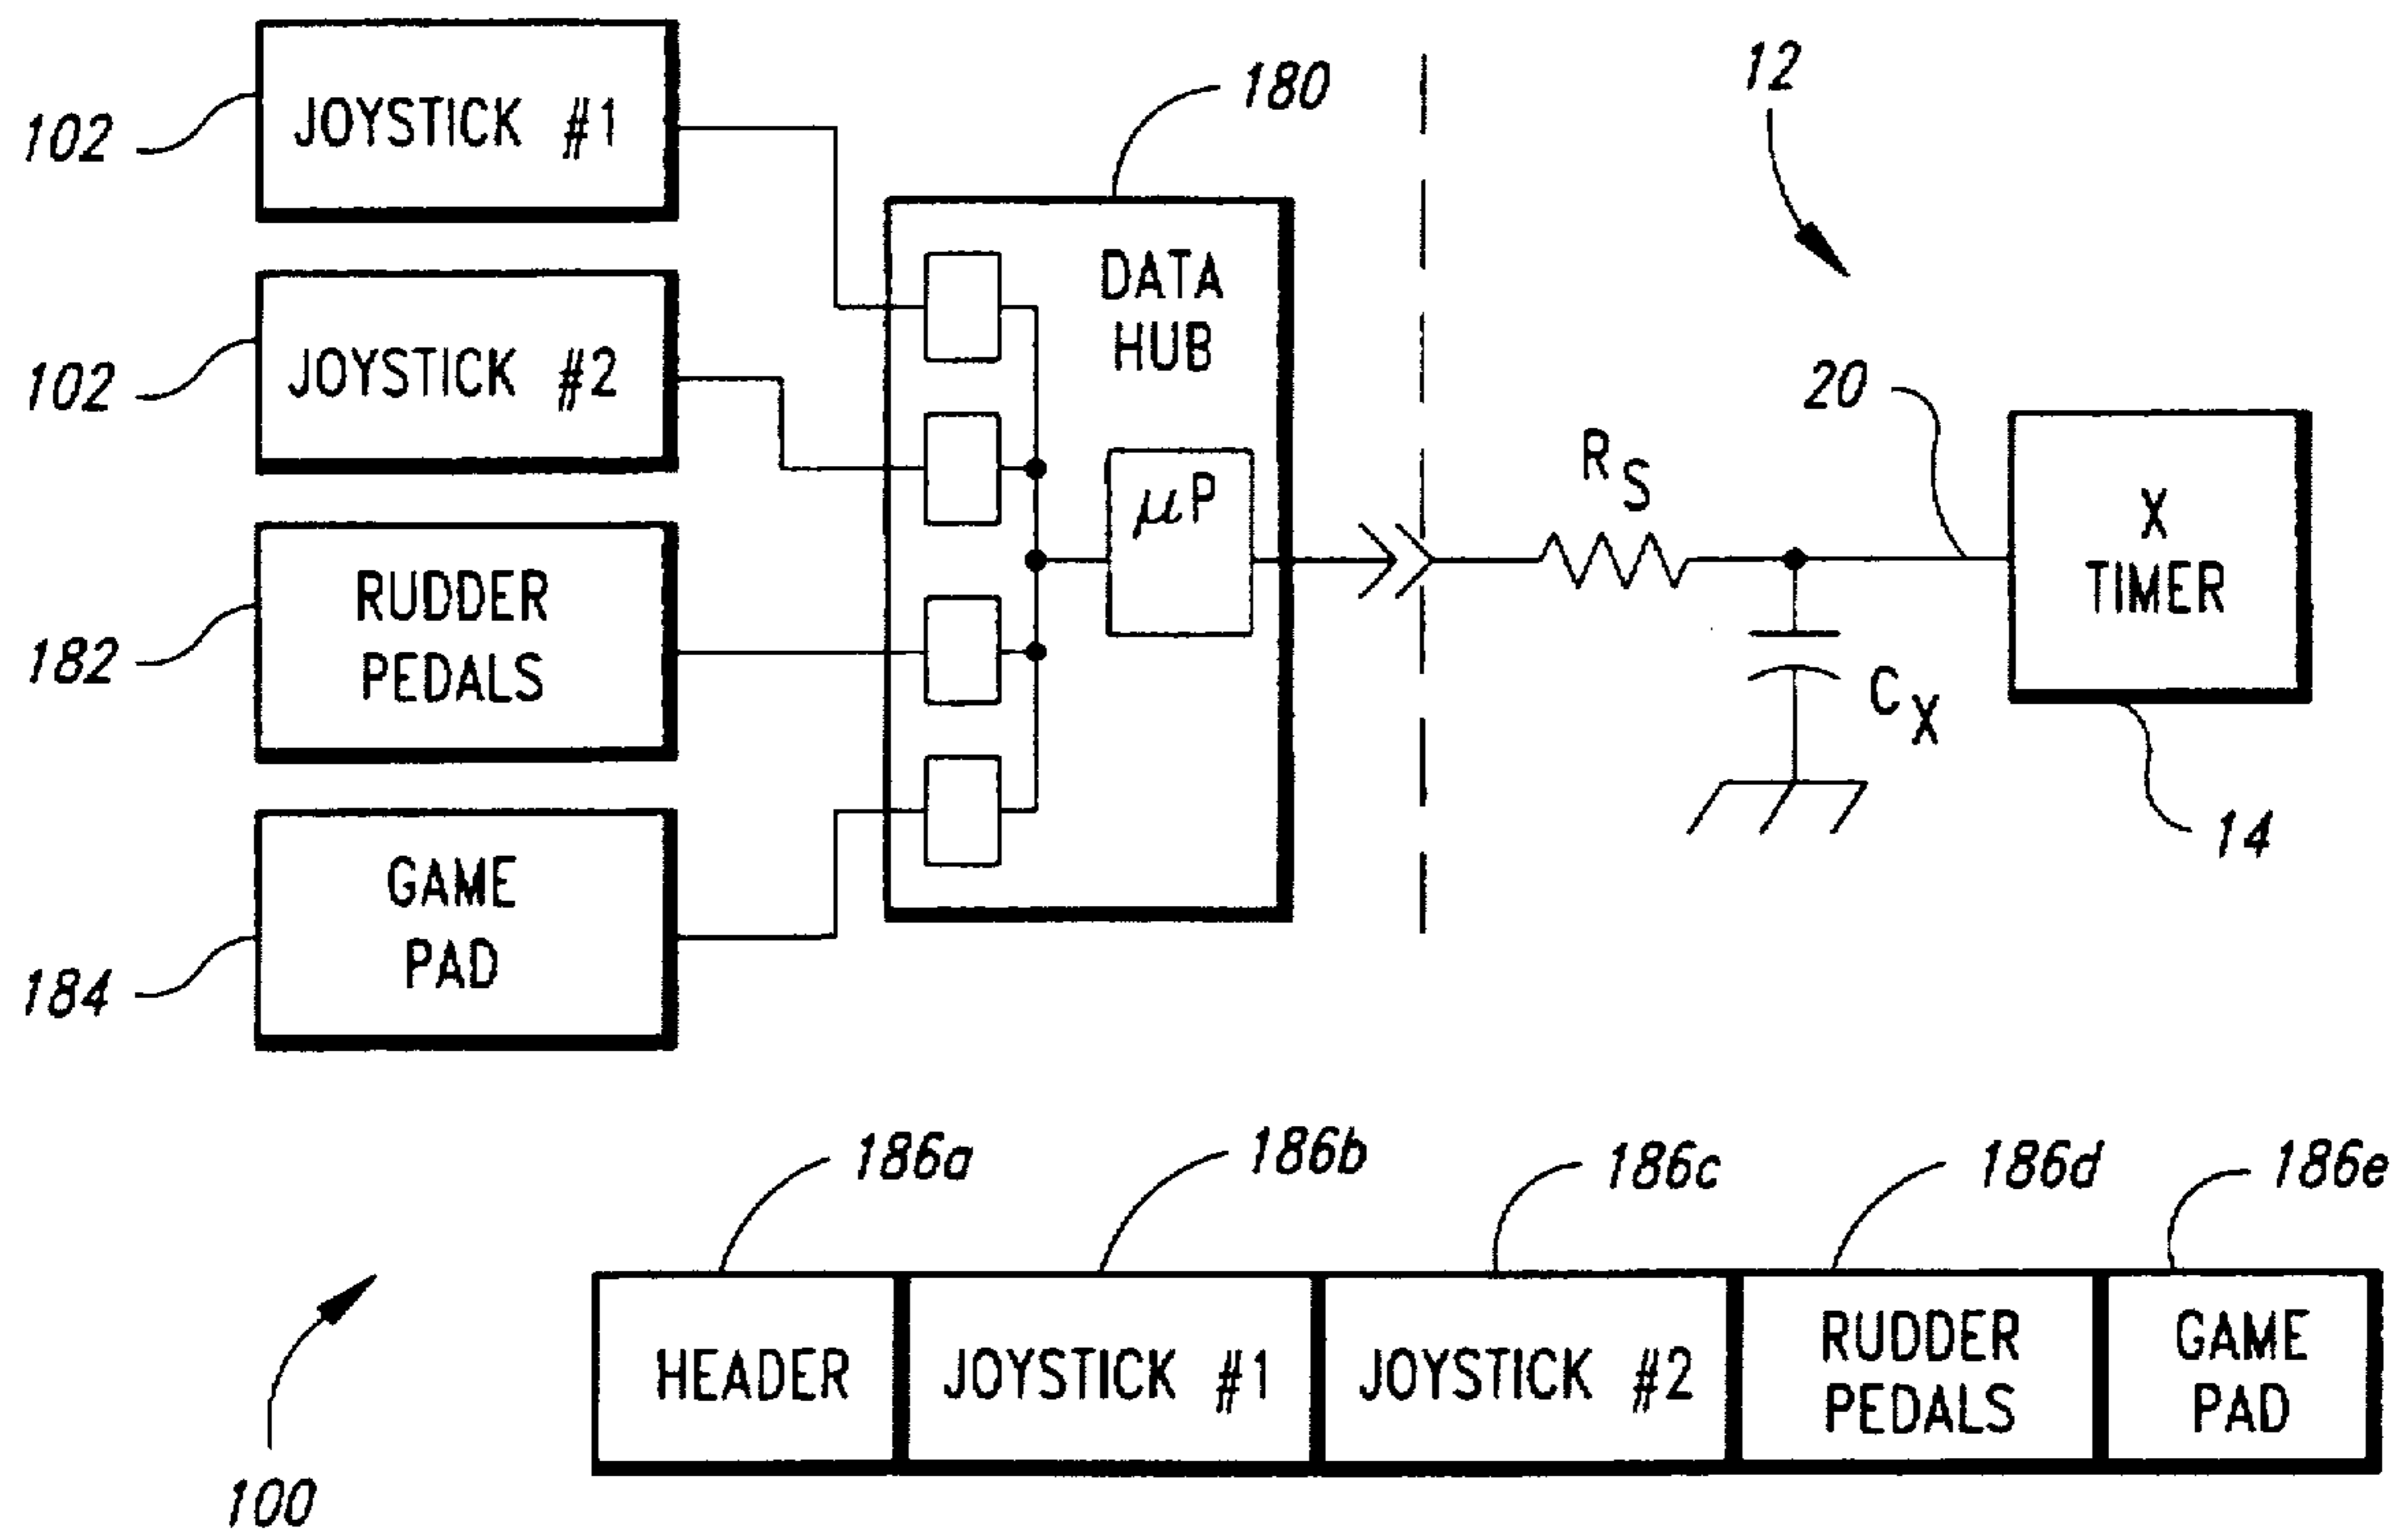 102
JOYSTICK #1
102
JOYSTICK #2
182
RUDDER
PEDALS
184
GAME
PAD
180
DATA
HUB
μP
12
20
R S
C X
X
TIMER
14
100
186a
186b
186c
186d
186e
HEADER
JOYSTICK #1
JOYSTICK #2
RUDDER
PEDALS
GAME
PAD